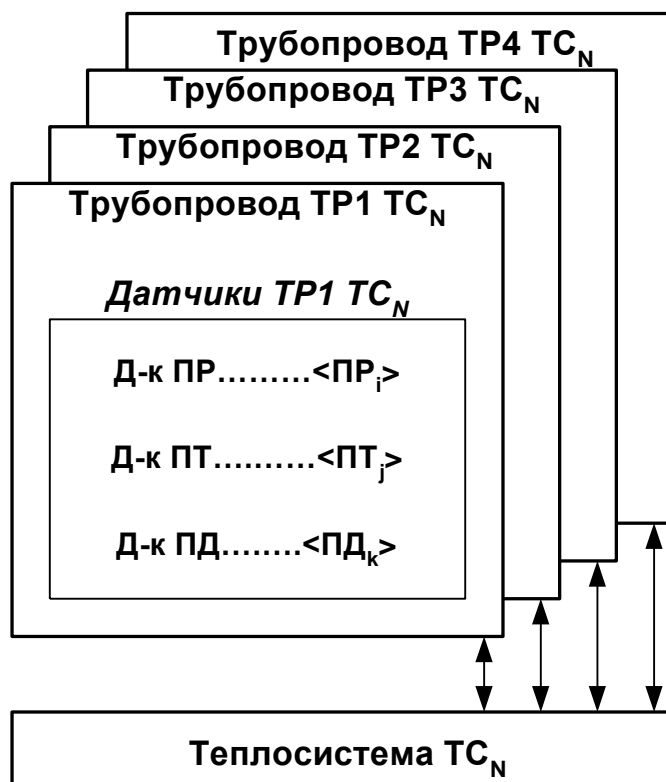 Трубопровод ТР4 ТС_N
Трубопровод ТР3 ТС_N
Трубопровод ТР2 ТС_N
Трубопровод ТР1 ТС_N
Датчики ТР1 ТС_N
Д-к ПР.........<ПР_i>
Д-к ПТ..........<ПТ_j>
Д-к ПД........<ПД_k>
Теплосистема ТС_N